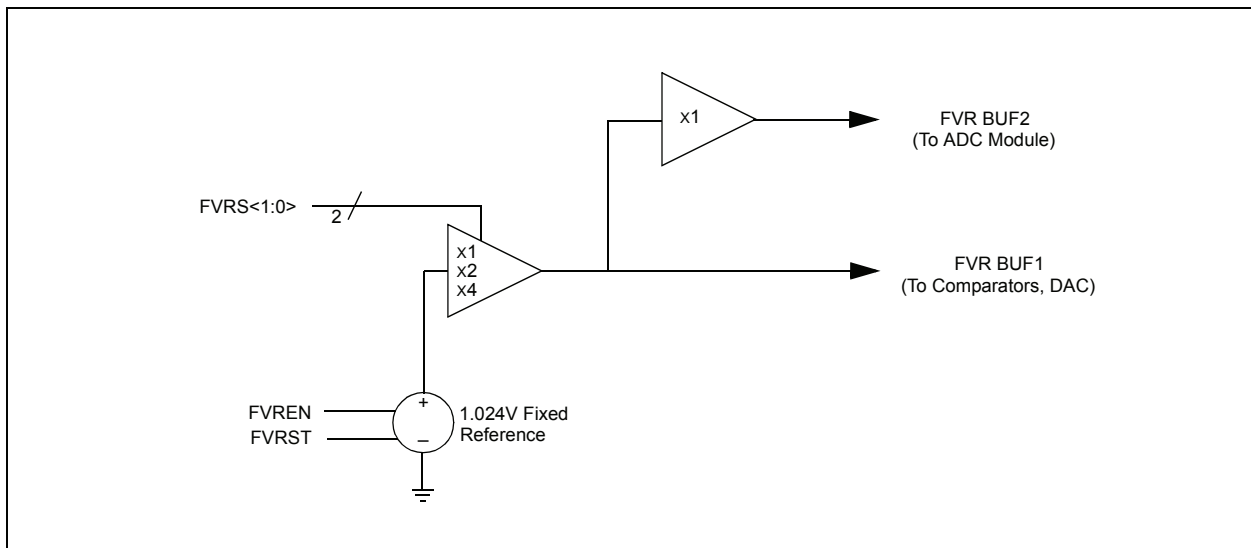 x1
FVR BUF2
(To ADC Module)
FVRS<1:0>
2
x1
x2
x4
FVR BUF1
(To Comparators, DAC)
FVREN
FVRST
+
–
1.024V Fixed
Reference